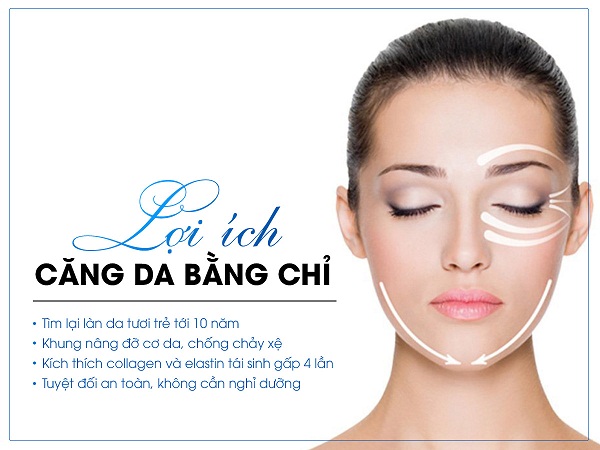 Lợi ích
CĂNG DA BẰNG CHỈ
• Tìm lại làn da tươi trẻ tới 10 năm
• Khung nâng đỡ cơ da, chống chảy xệ
• Kích thích collagen và elastin tái sinh gấp 4 lần
• Tuyệt đối an toàn, không cần nghỉ dưỡng